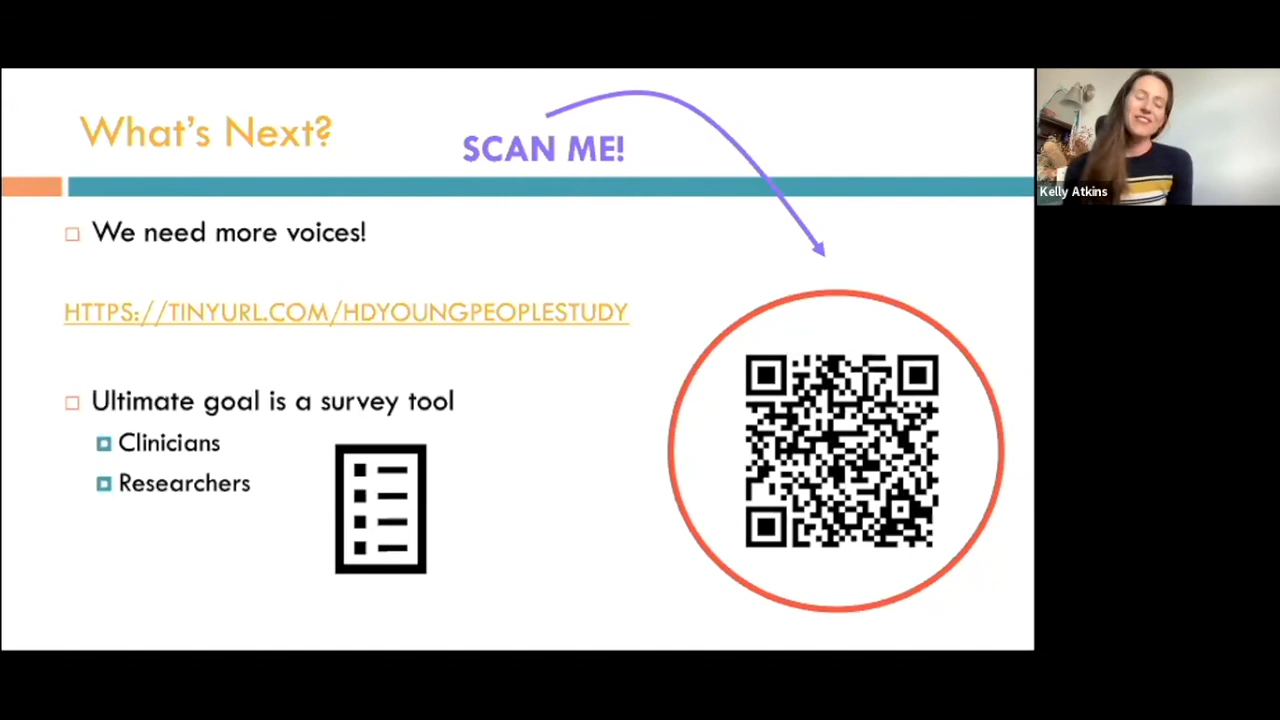 What's Next?
SCAN ME!
We need more voices!
HTTPS://TINYURL.COM/HDYOUNGPEOPLESTUDY
Ultimate goal is a survey tool
Clinicians
Researchers
Kelly Atkins